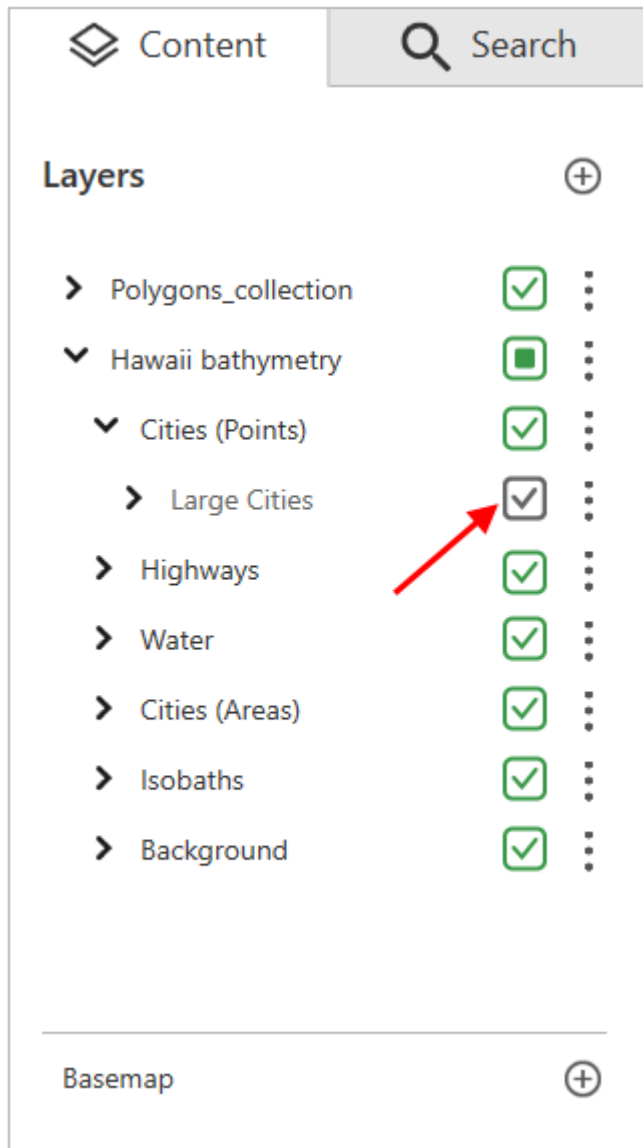 Content
Search
Layers
Polygons_collection
Hawaii bathymetry
Cities (Points)
Large Cities
Highways
Water
Cities (Areas)
Isobaths
Background
Basemap